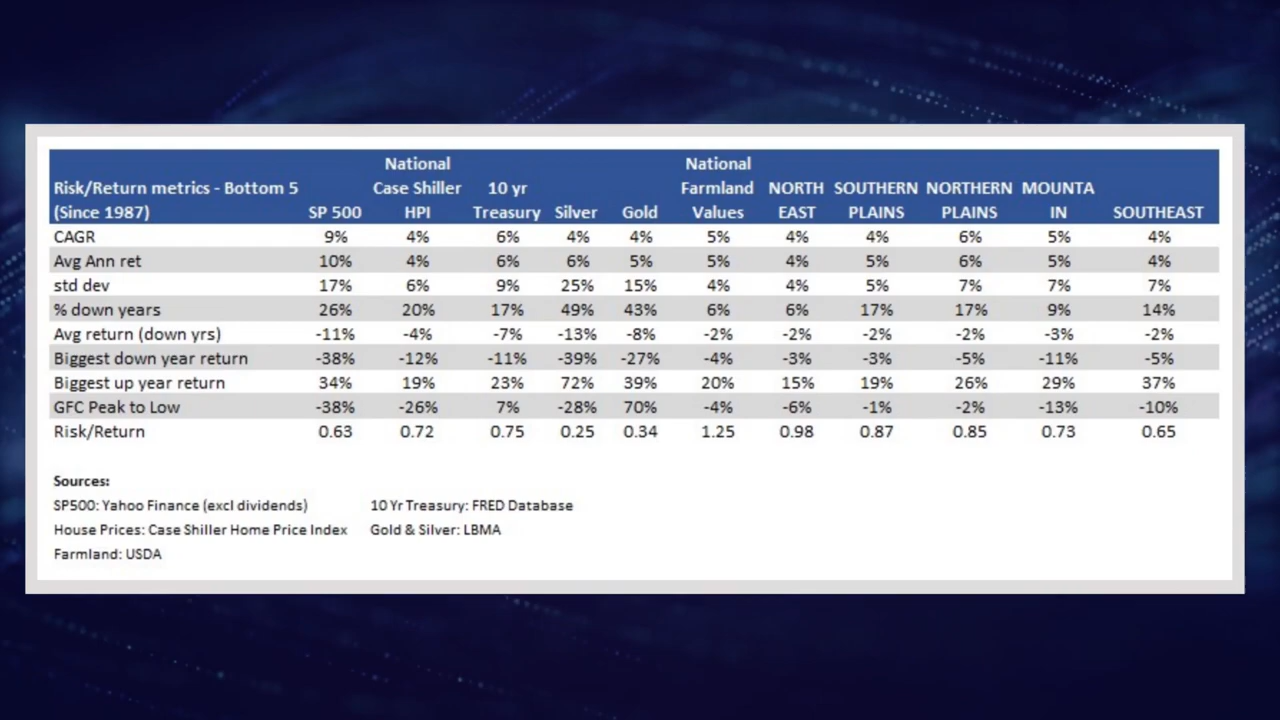 National National
Risk/Return metrics - Bottom 5 Case Shiller 10 yr Farmland NORTH SOUTHERN NORTHERN MOUNTA
(Since 1987) SP 500 HPI Treasury Silver Gold Values EAST PLAINS PLAINS IN SOUTHEAST
CAGR 9% 4% 6% 4% 4% 5% 4% 4% 6% 5% 4%
Avg Ann ret 10% 4% 6% 6% 5% 5% 4% 5% 6% 5% 4%
std dev 17% 6% 9% 25% 15% 4% 4% 5% 7% 7% 7%
% down years 26% 20% 17% 49% 43% 6% 6% 17% 17% 9% 14%
Avg return (down yrs) -11% -4% -7% -13% -8% -2% -2% -2% -2% -3% -2%
Biggest down year return -38% -12% -11% -39% -27% -4% -3% -3% -5% -11% -5%
Biggest up year return 34% 19% 23% 72% 39% 20% 15% 19% 26% 29% 37%
GFC Peak to Low -38% -26% 7% -28% 70% -4% -6% -1% -2% -13% -10%
Risk/Return 0.63 0.72 0.75 0.25 0.34 1.25 0.98 0.87 0.85 0.73 0.65
Sources:
SP500: Yahoo Finance (excl dividends) 10 Yr Treasury: FRED Database
House Prices: Case Shiller Home Price Index Gold & Silver: LBMA
Farmland: USDA